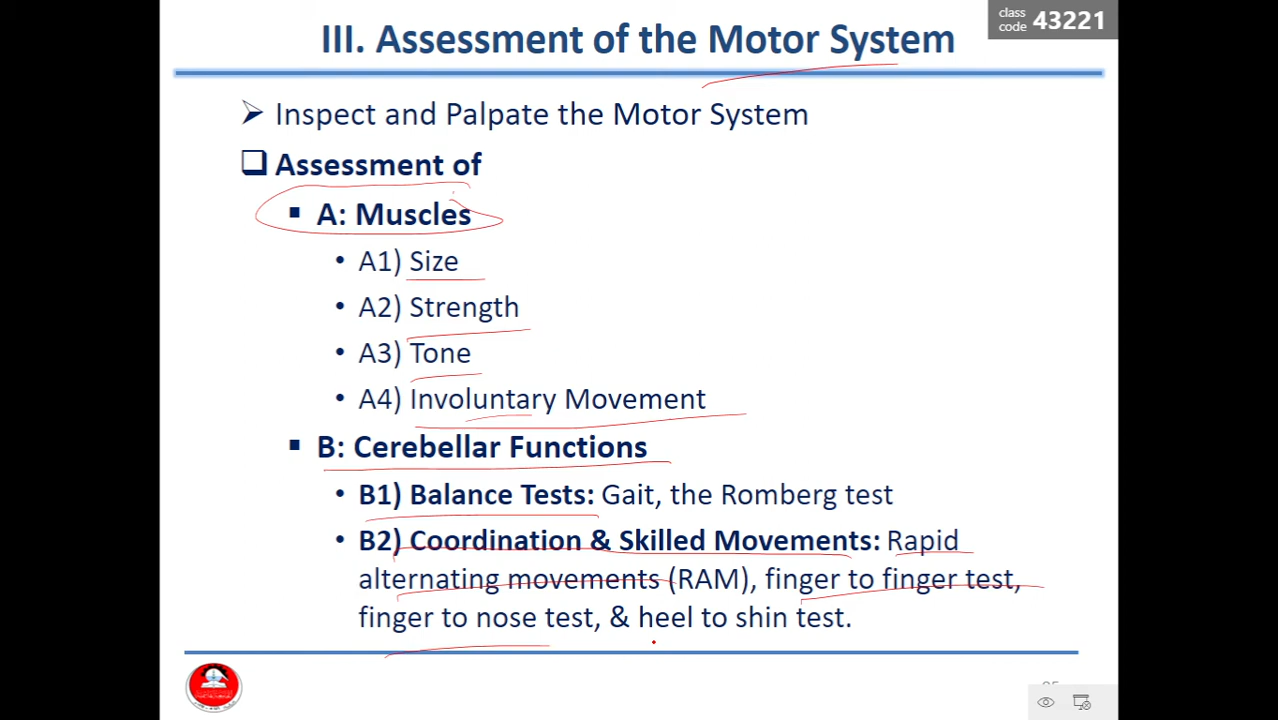 class
code 43221
III. Assessment of the Motor System
➢ Inspect and Palpate the Motor System
❑ Assessment of
▪ A: Muscles
• A1) Size
• A2) Strength
• A3) Tone
• A4) Involuntary Movement
▪ B: Cerebellar Functions
• B1) Balance Tests: Gait, the Romberg test
• B2) Coordination & Skilled Movements: Rapid
alternating movements (RAM), finger to finger test,
finger to nose test, & heel to shin test.